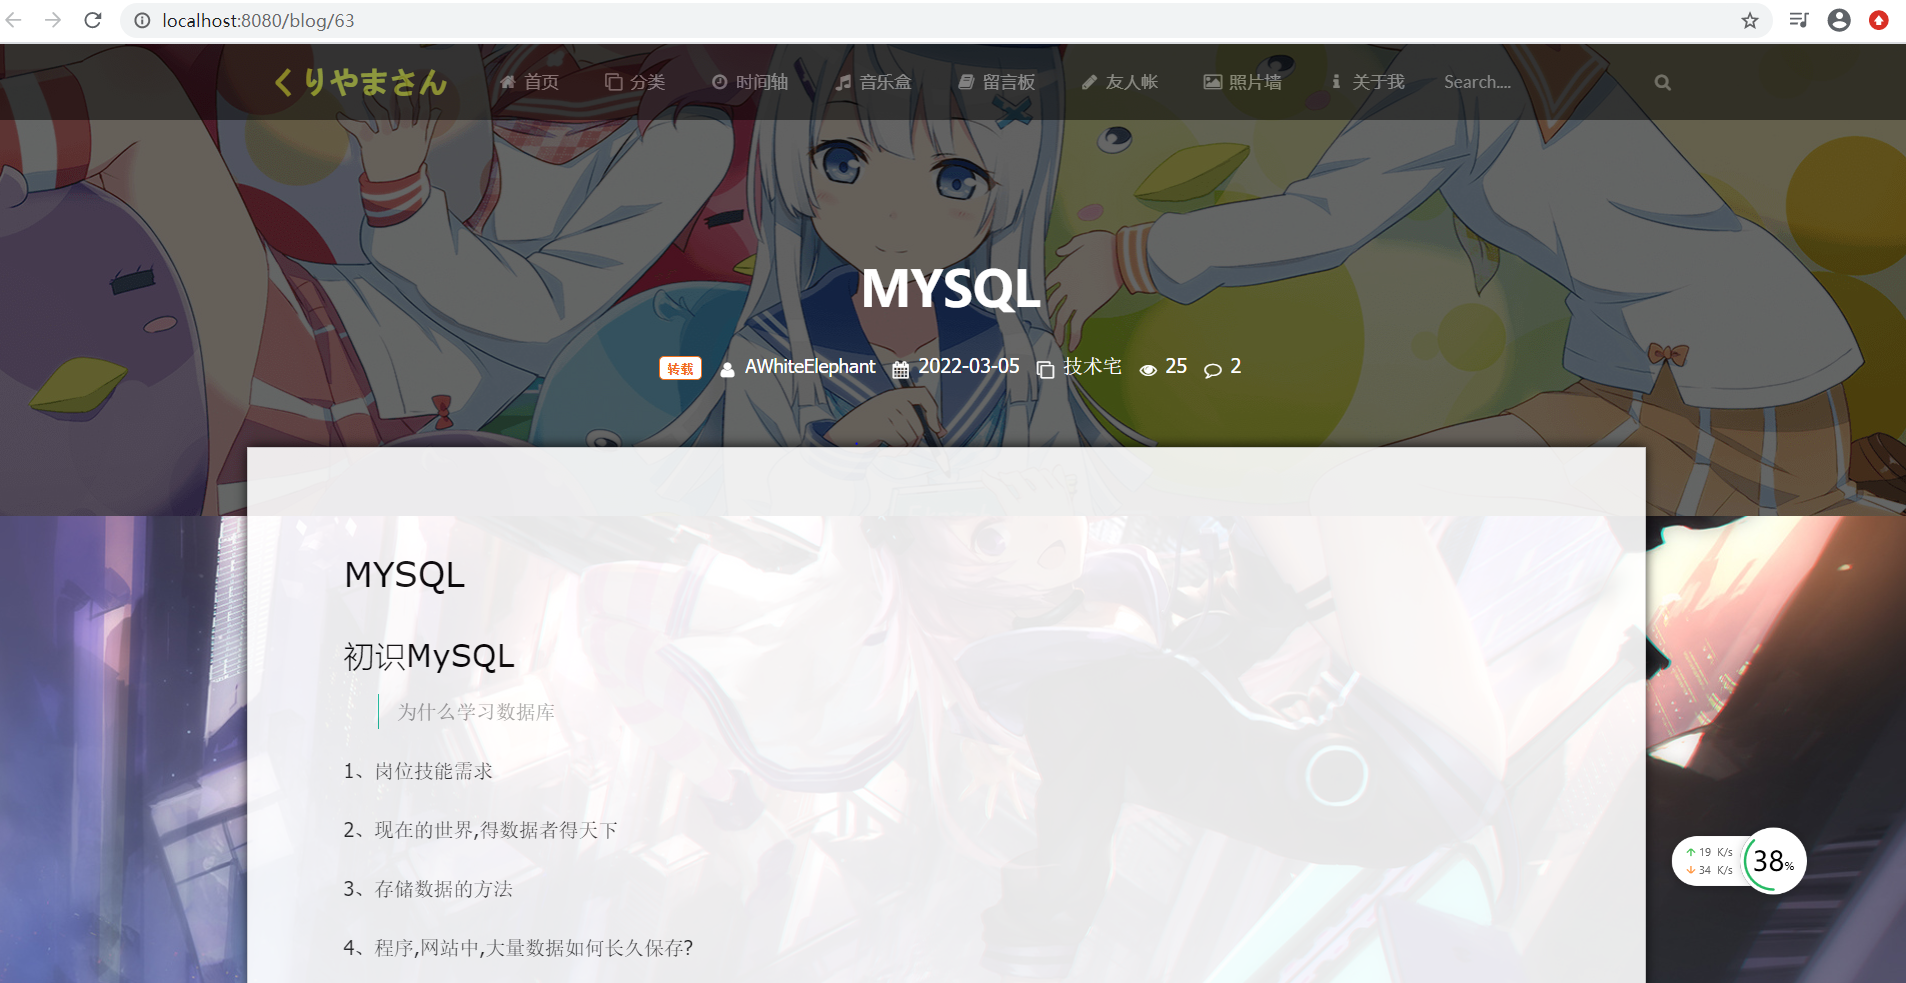 localhost:8080/blog/63
くりやまさん 首页 分类 时间轴 音乐盒 留言板 友人帐 照片墙 关于我 Search....
MYSQL
转载 AWhiteElephant 2022-03-05 技术宅 25 2
MYSQL
初识MySQL
为什么学习数据库
1、岗位技能需求
2、现在的世界,得数据者得天下
3、存储数据的方法
4、程序,网站中,大量数据如何长久保存?
19 K/s
34 K/s
38%